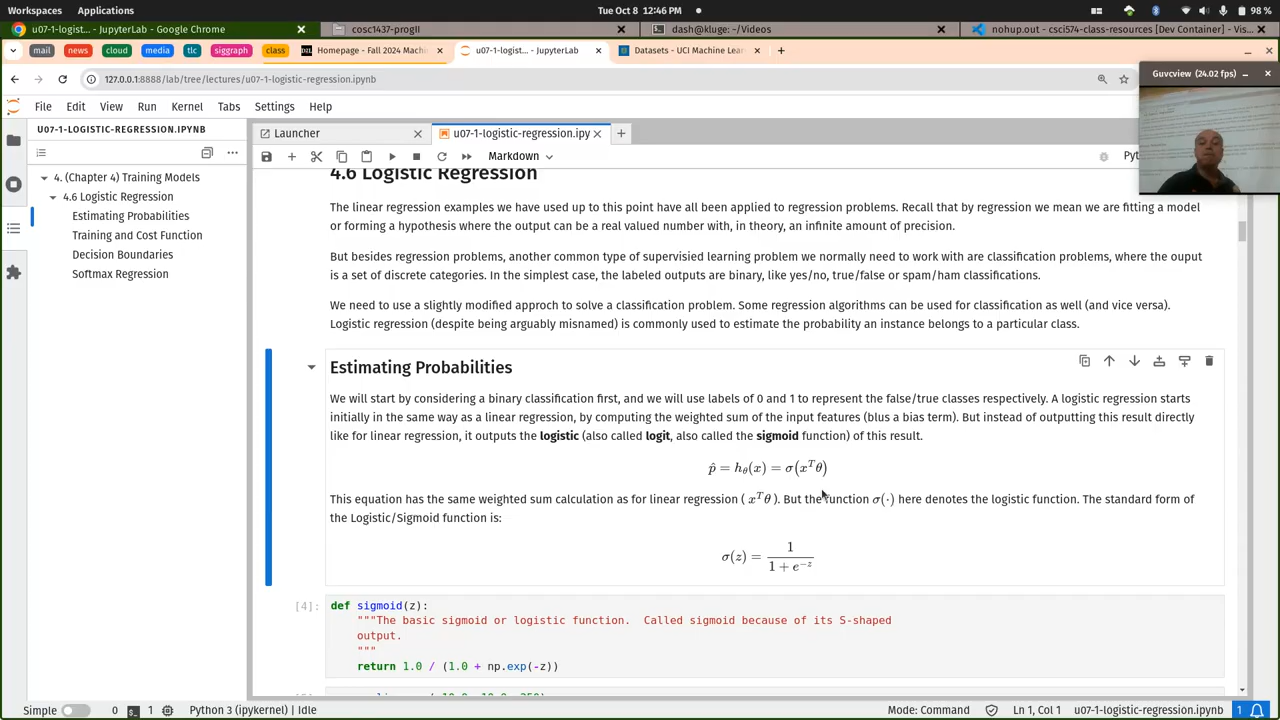 Workspaces Applications Tue Oct 8 12:46 PM 98 %
u07-1-logist... - JupyterLab - Google Chrome cosc1437-progII dash@kluge: ~/Videos nohup.out - csci574-class-resources [Dev Container] - Vis...
mail news cloud media tlc siggraph class Homepage - Fall 2024 Mach u07-1-logist... - JupyterLab Datasets - UCI Machine Lea
127.0.0.1:8888/lab/tree/lectures/u07-1-logistic-regression.ipynb
Guvcview (24.02 fps)
File Edit View Run Kernel Tabs Settings Help
U07-1-LOGISTIC-REGRESSION.IPYNB
Launcher u07-1-logistic-regression.ipy
Markdown
4. (Chapter 4) Training Models
4.6 Logistic Regression
Estimating Probabilities
Training and Cost Function
Decision Boundaries
Softmax Regression
4.6 Logistic Regression
The linear regression examples we have used up to this point have all been applied to regression problems. Recall that by regression we mean we are fitting a model
or forming a hypothesis where the output can be a real valued number with, in theory, an infinite amount of precision.
But besides regression problems, another common type of supervisied learning problem we normally need to work with are classification problems, where the ouput
is a set of discrete categories. In the simplest case, the labeled outputs are binary, like yes/no, true/false or spam/ham classifications.
We need to use a slightly modified approch to solve a classification problem. Some regression algorithms can be used for classification as well (and vice versa).
Logistic regression (despite being arguably misnamed) is commonly used to estimate the probability an instance belongs to a particular class.
Estimating Probabilities
We will start by considering a binary classification first, and we will use labels of 0 and 1 to represent the false/true classes respectively. A logistic regression starts
initially in the same way as a linear regression, by computing the weighted sum of the input features (blus a bias term). But instead of outputting this result directly
like for linear regression, it outputs the logistic (also called logit, also called the sigmoid function) of this result.
p̂ = hθ(x) = σ(xᵀθ)
This equation has the same weighted sum calculation as for linear regression ( xᵀθ ). But the function σ(·) here denotes the logistic function. The standard form of
the Logistic/Sigmoid function is:
σ(z) = 1 / (1 + e⁻ᶻ)
[4]: def sigmoid(z):
"""The basic sigmoid or logistic function. Called sigmoid because of its S-shaped
output.
"""
return 1.0 / (1.0 + np.exp(-z))
Simple 0 1 Python 3 (ipykernel) | Idle Mode: Command Ln 1, Col 1 u07-1-logistic-regression.ipynb 1